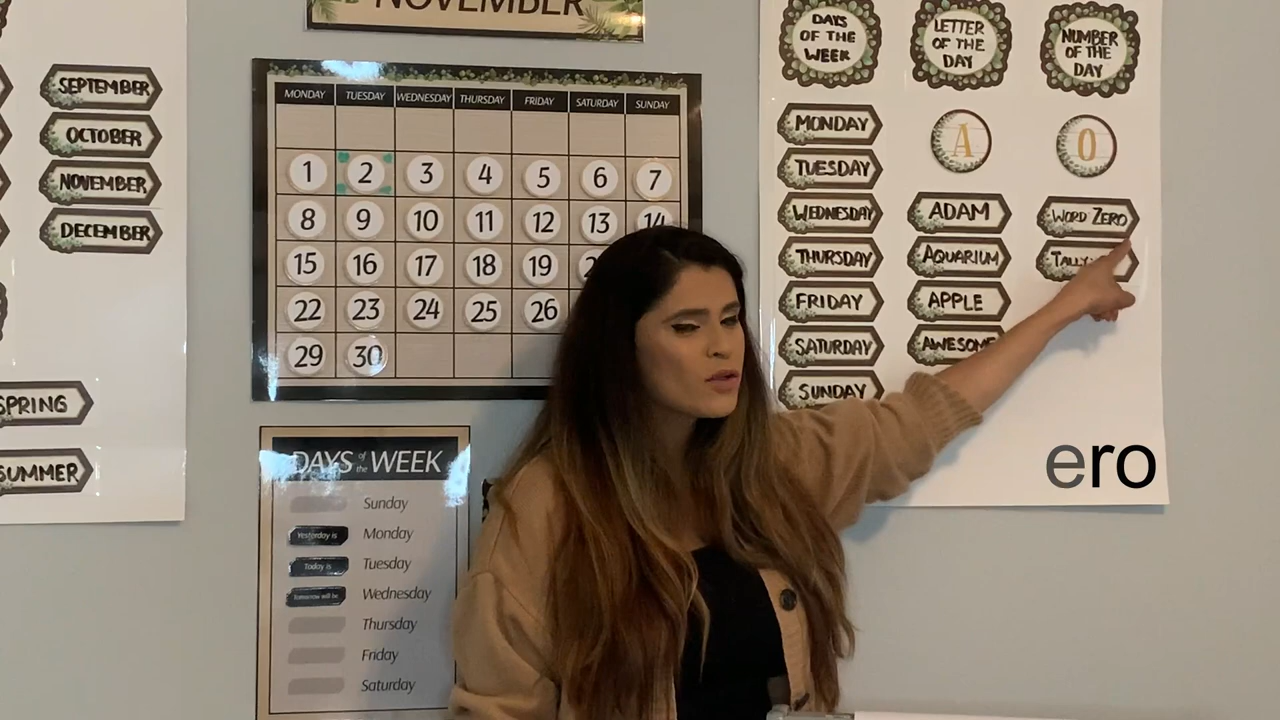 NOVEMBER
SEPTEMBER
OCTOBER
NOVEMBER
DECEMBER
SPRING
SUMMER
MONDAY TUESDAY WEDNESDAY THURSDAY FRIDAY SATURDAY SUNDAY
1 2 3 4 5 6 7
8 9 10 11 12 13 14
15 16 17 18 19
22 23 24 25 26
29 30
DAYS of the WEEK
Sunday
Yesterday is Monday
Today is Tuesday
Tomorrow will be Wednesday
Thursday
Friday
Saturday
DAYS
OF THE
WEEK
MONDAY
TUESDAY
WEDNESDAY
THURSDAY
FRIDAY
SATURDAY
SUNDAY
LETTER
OF THE
DAY
A
ADAM
AQUARIUM
APPLE
AWESOME
NUMBER
OF THE
DAY
0
WORD ZERO
TALLY
ero